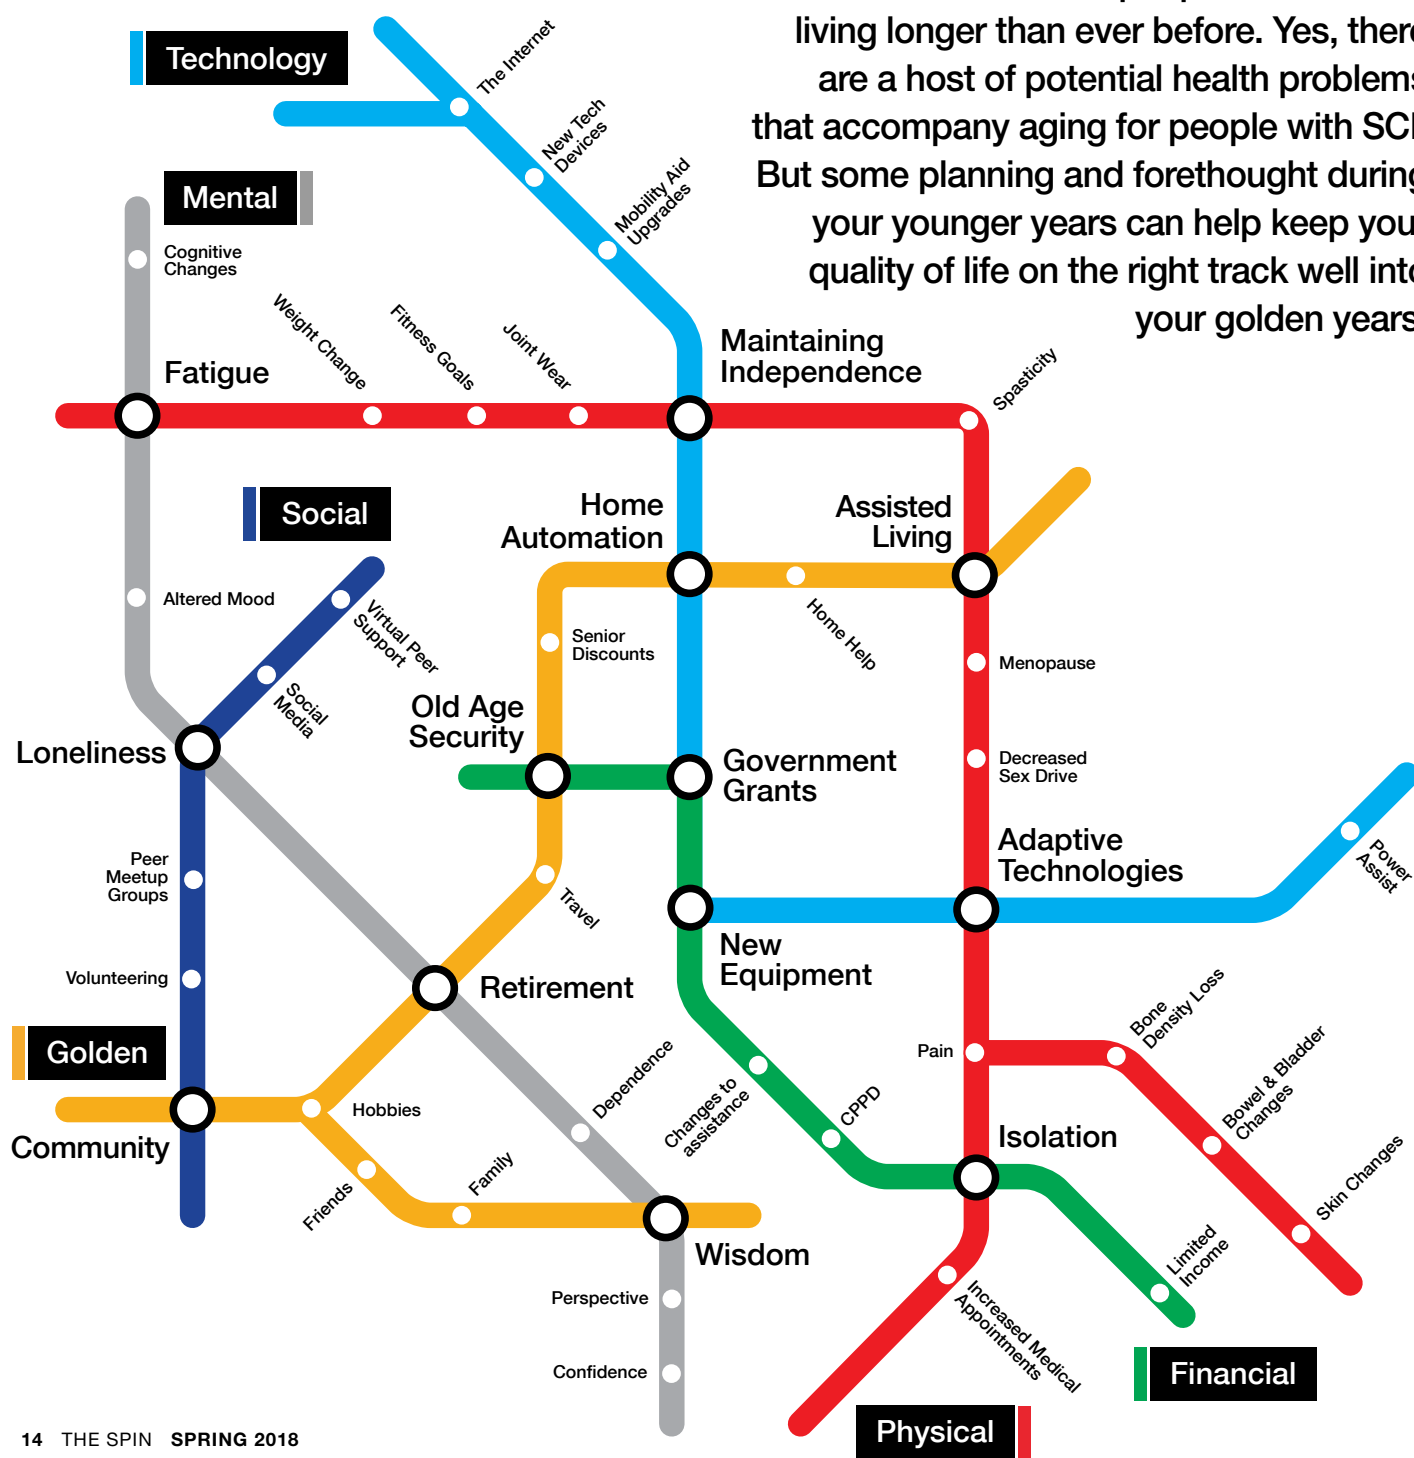 living longer than ever before. Yes, there
are a host of potential health problems
that accompany aging for people with SCI
But some planning and forethought during
your younger years can help keep you
quality of life on the right track well into
your golden years
Technology
The Internet
New Tech
Devices
Mobility Aid
Upgrades
Mental
Cognitive
Changes
Weight Change
Fitness Goals
Joint Wear
Maintaining
Independence
Spasticity
Fatigue
Social
Home
Automation
Assisted
Living
Altered Mood
Virtual Peer
Support
Social
Media
Senior
Discounts
Home Help
Menopause
Old Age
Security
Loneliness
Government
Grants
Decreased
Sex Drive
Peer
Meetup
Groups
Adaptive
Technologies
Power
Assist
Travel
Volunteering
Retirement
New
Equipment
Golden
Dependence
Changes to
assistance
CPPD
Pain
Bone
Density Loss
Bowel & Bladder
Changes
Skin Changes
Hobbies
Community
Isolation
Friends
Family
Wisdom
Limited
Income
Perspective
Increased Medical
Appointments
Confidence
Financial
Physical
14 THE SPIN SPRING 2018